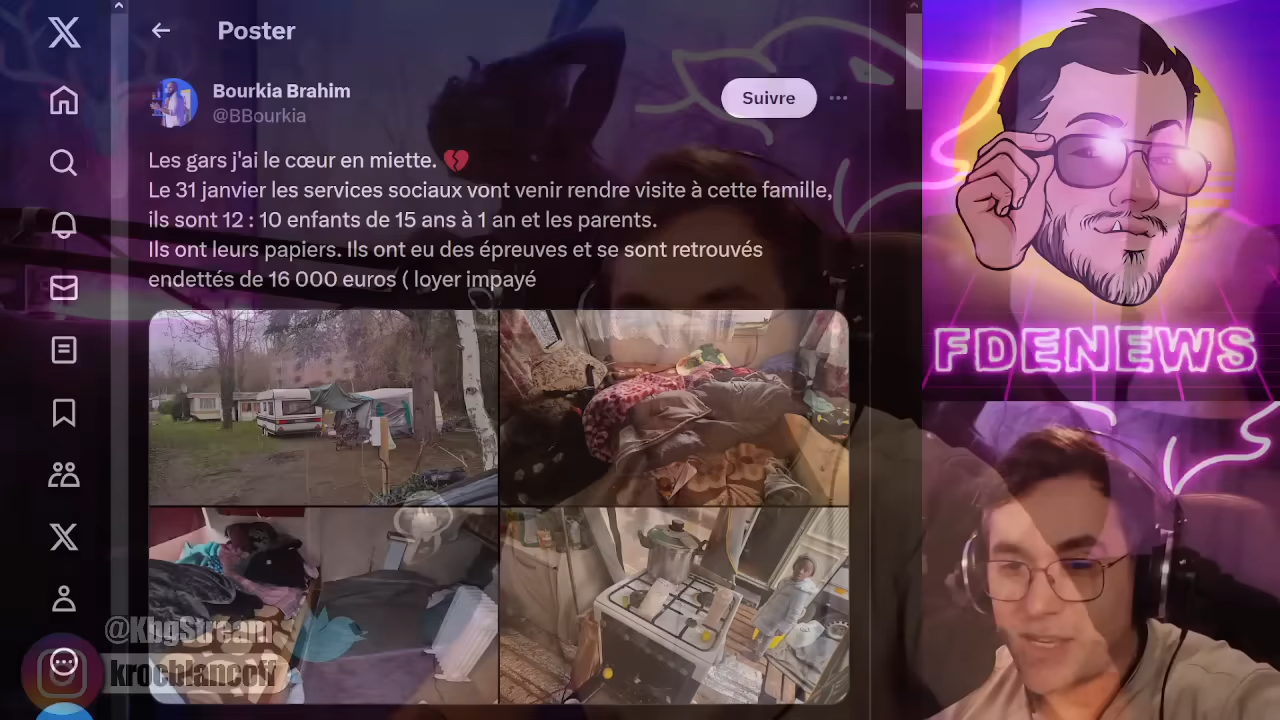 Poster
Bourkia Brahim
@BBourkia
Suivre
Les gars j'ai le cœur en miette. 💔
Le 31 janvier les services sociaux vont venir rendre visite à cette famille,
ils sont 12 : 10 enfants de 15 ans à 1 an et les parents.
Ils ont leurs papiers. Ils ont eu des épreuves et se sont retrouvés
endettés de 16 000 euros ( loyer impayé
FDENEWS
@KbgStream
krocblancoff